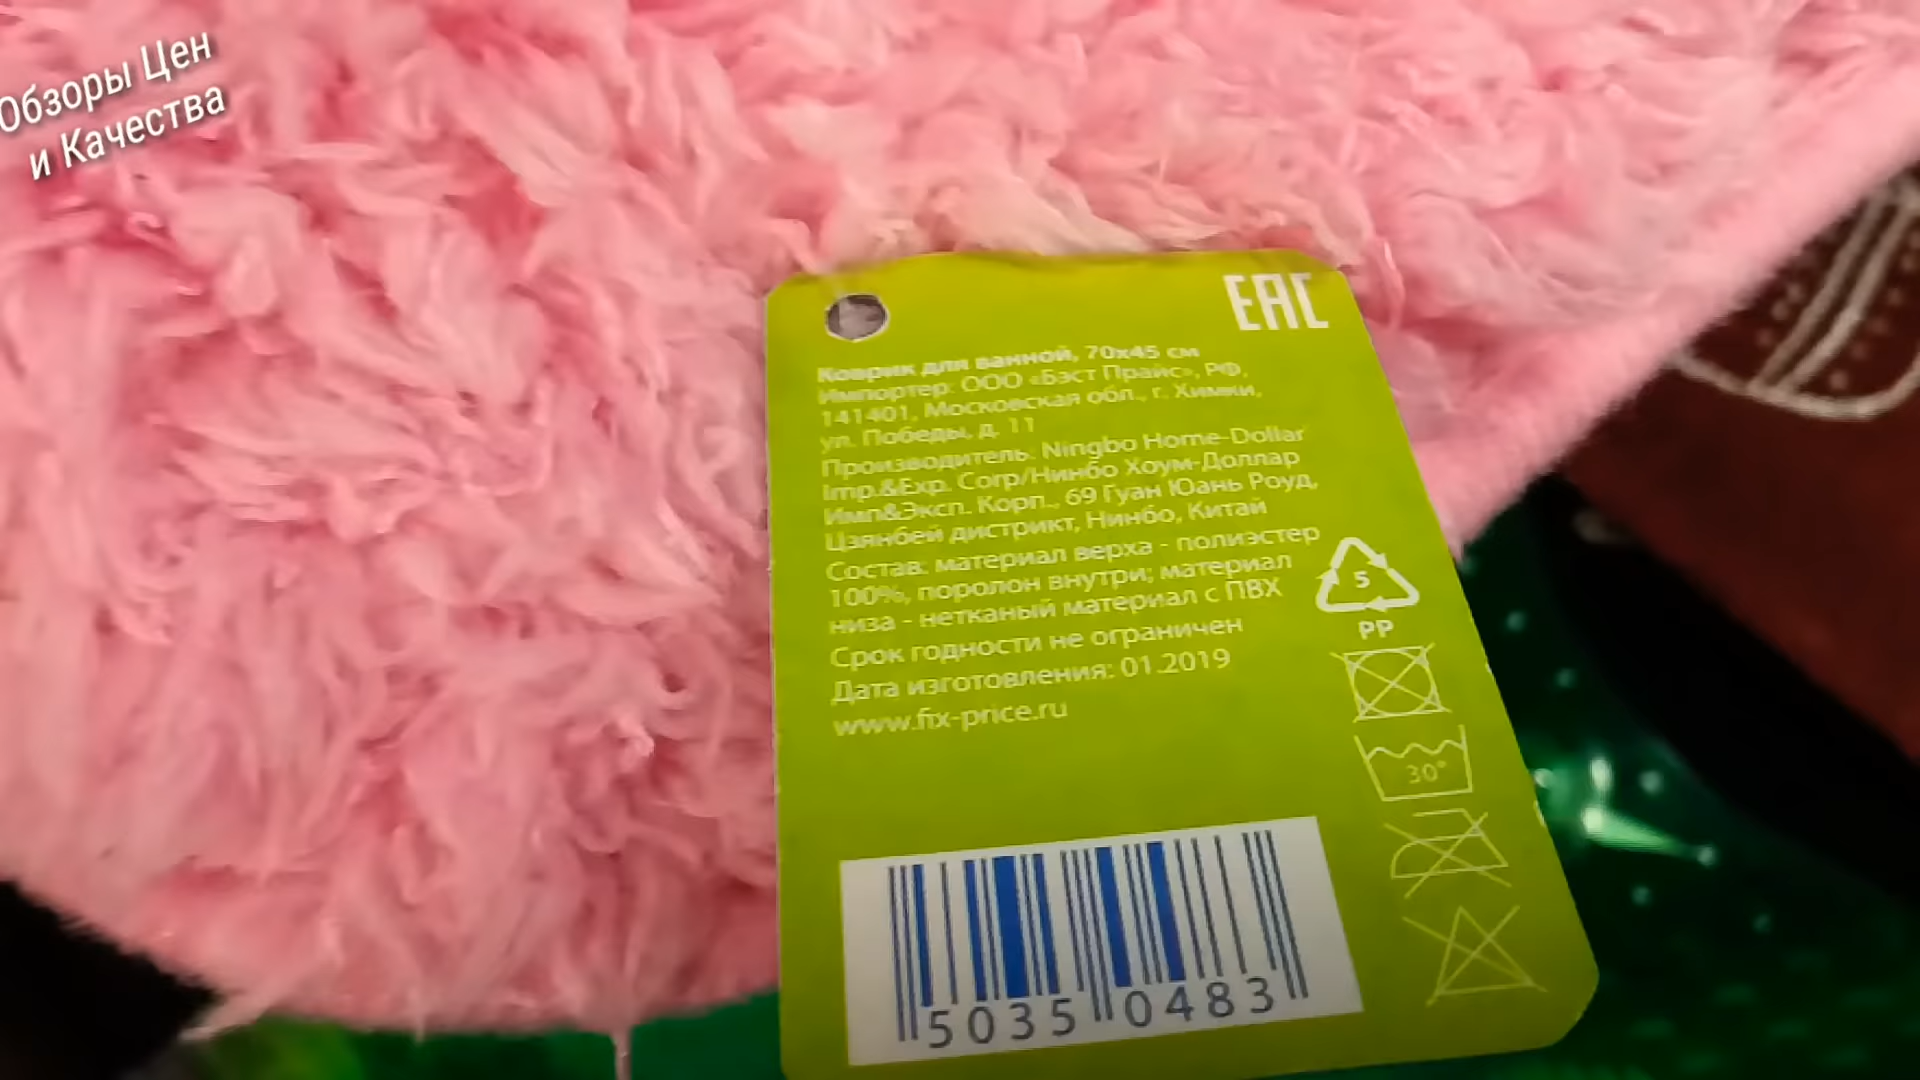 Обзоры Цен
и Качества
EAC
Коврик для ванной, 70x45 см
Импортер: ООО «Бэст Прайс», РФ,
141401, Московская обл., г. Химки,
ул. Победы, д. 11
Производитель: Ningbo Home-Dollar
Imp.&Exp. Corp/Нинбо Хоум-Доллар
Имп&Эксп. Корп., 69 Гуан Юань Роуд,
Цзянбей дистрикт, Нинбо, Китай
Состав: материал верха - полиэстер
100%, поролон внутри; материал
низа - нетканый материал с ПВХ
Срок годности не ограничен
Дата изготовления: 01.2019
www.fix-price.ru
5
PP
30°
5035 0483